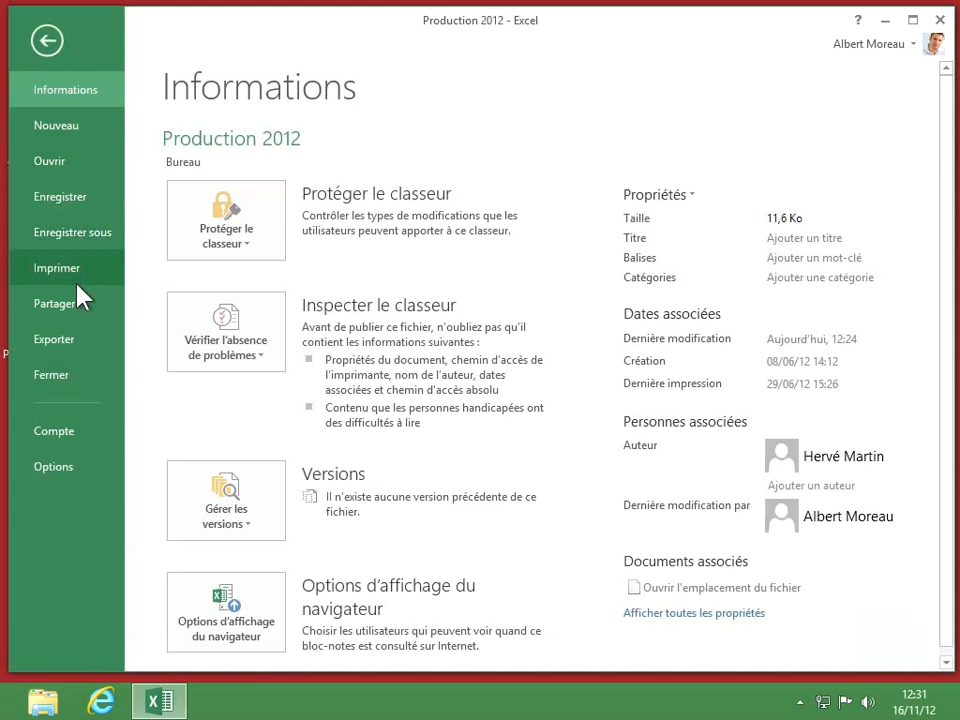 Production 2012 - Excel
?
Albert Moreau
Informations
Nouveau
Ouvrir
Enregistrer
Enregistrer sous
Imprimer
Partager
Exporter
Fermer
Compte
Options
Informations
Production 2012
Bureau
Protéger le
classeur
Protéger le classeur
Contrôler les types de modifications que les
utilisateurs peuvent apporter à ce classeur.
Vérifier l'absence
de problèmes
Inspecter le classeur
Avant de publier ce fichier, n'oubliez pas qu'il
contient les informations suivantes :
Propriétés du document, chemin d'accès de
l'imprimante, nom de l'auteur, dates
associées et chemin d'accès absolu
Contenu que les personnes handicapées ont
des difficultés à lire
Gérer les
versions
Versions
Il n'existe aucune version précédente de ce
fichier.
Options d'affichage
du navigateur
Options d'affichage du
navigateur
Choisir les utilisateurs qui peuvent voir quand ce
bloc-notes est consulté sur Internet.
Propriétés
Taille 11,6 Ko
Titre Ajouter un titre
Balises Ajouter un mot-clé
Catégories Ajouter une catégorie
Dates associées
Dernière modification Aujourd'hui, 12:24
Création 08/06/12 14:12
Dernière impression 29/06/12 15:26
Personnes associées
Auteur Hervé Martin
Ajouter un auteur
Dernière modification par Albert Moreau
Documents associés
Ouvrir l'emplacement du fichier
Afficher toutes les propriétés
12:31
16/11/12